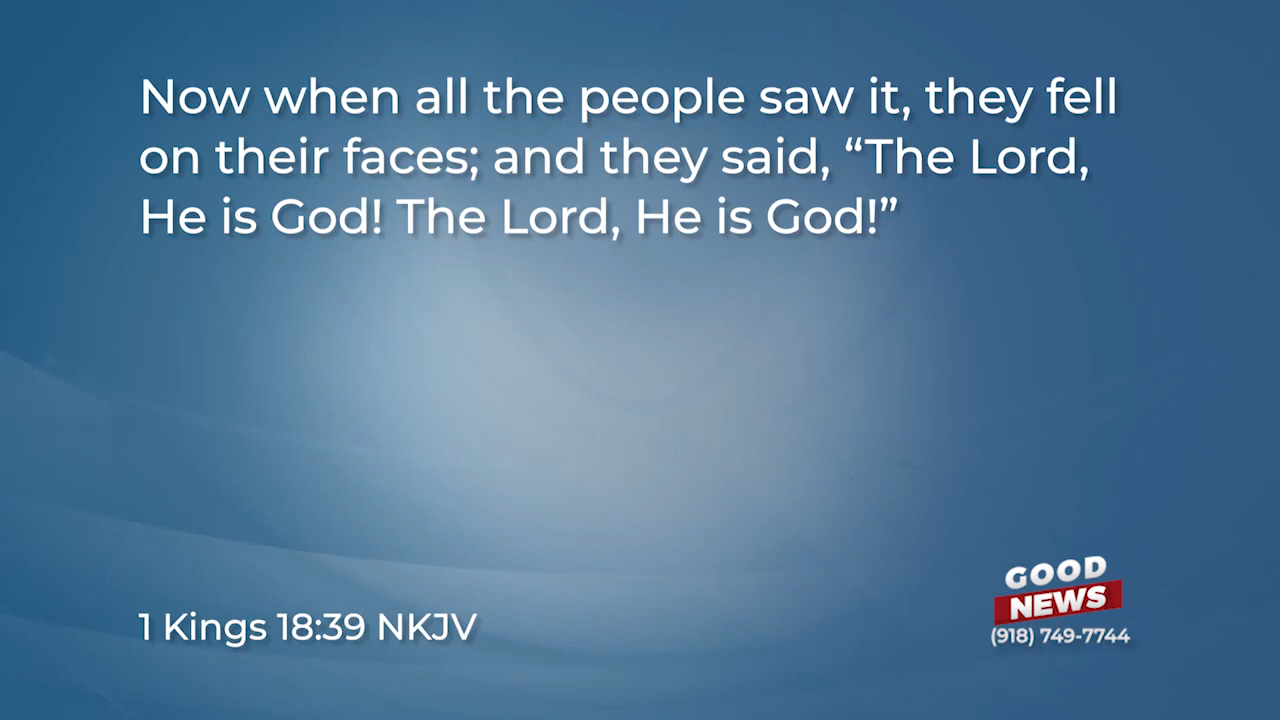 Now when all the people saw it, they fell
on their faces; and they said, “The Lord,
He is God! The Lord, He is God!”
1 Kings 18:39 NKJV
GOOD
NEWS
(918) 749-7744